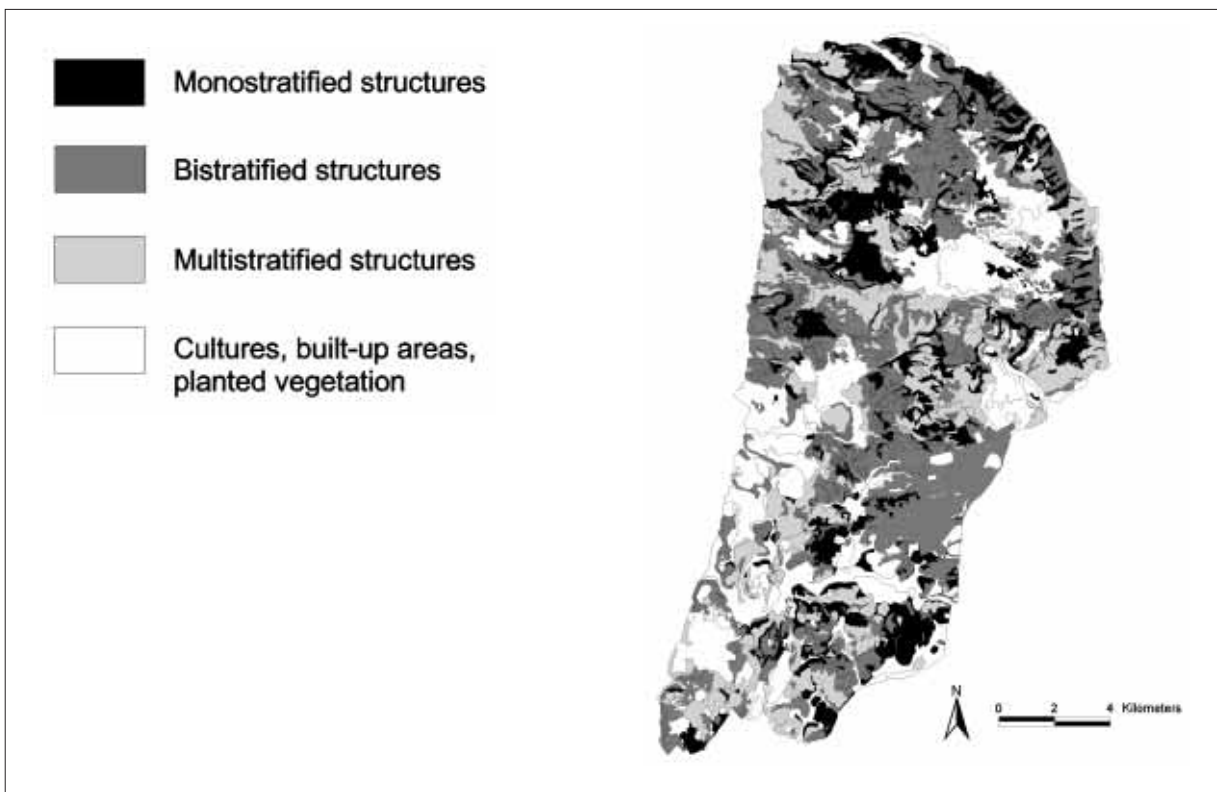 Monostratified structures
Bistratified structures
Multistratified structures
Cultures, built-up areas,
planted vegetation
N
0 2 4 Kilometers